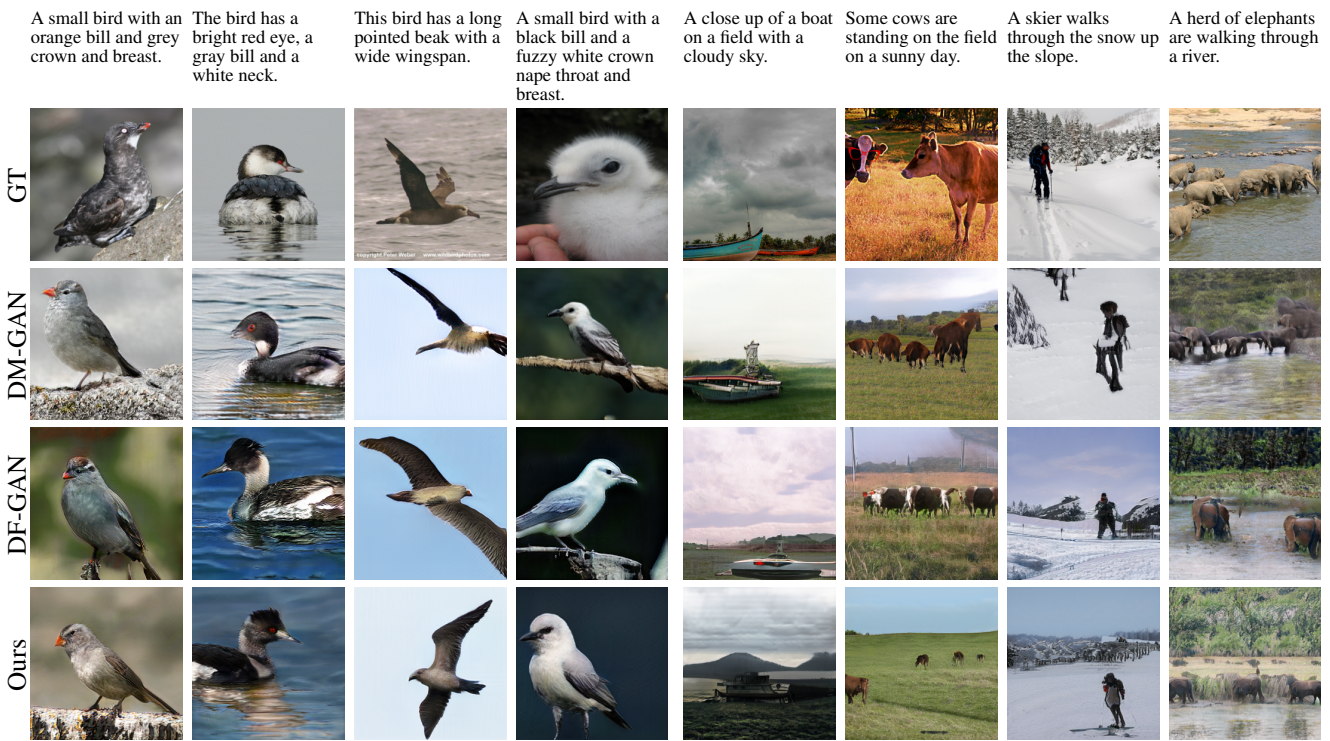 A small bird with an
orange bill and grey
crown and breast.
The bird has a
bright red eye, a
gray bill and a
white neck.
This bird has a long
pointed beak with a
wide wingspan.
A small bird with a
black bill and a
fuzzy white crown
nape throat and
breast.
A close up of a boat
on a field with a
cloudy sky.
Some cows are
standing on the field
on a sunny day.
A skier walks
through the snow up
the slope.
A herd of elephants
are walking through
a river.
GT
DM-GAN
DF-GAN
Ours